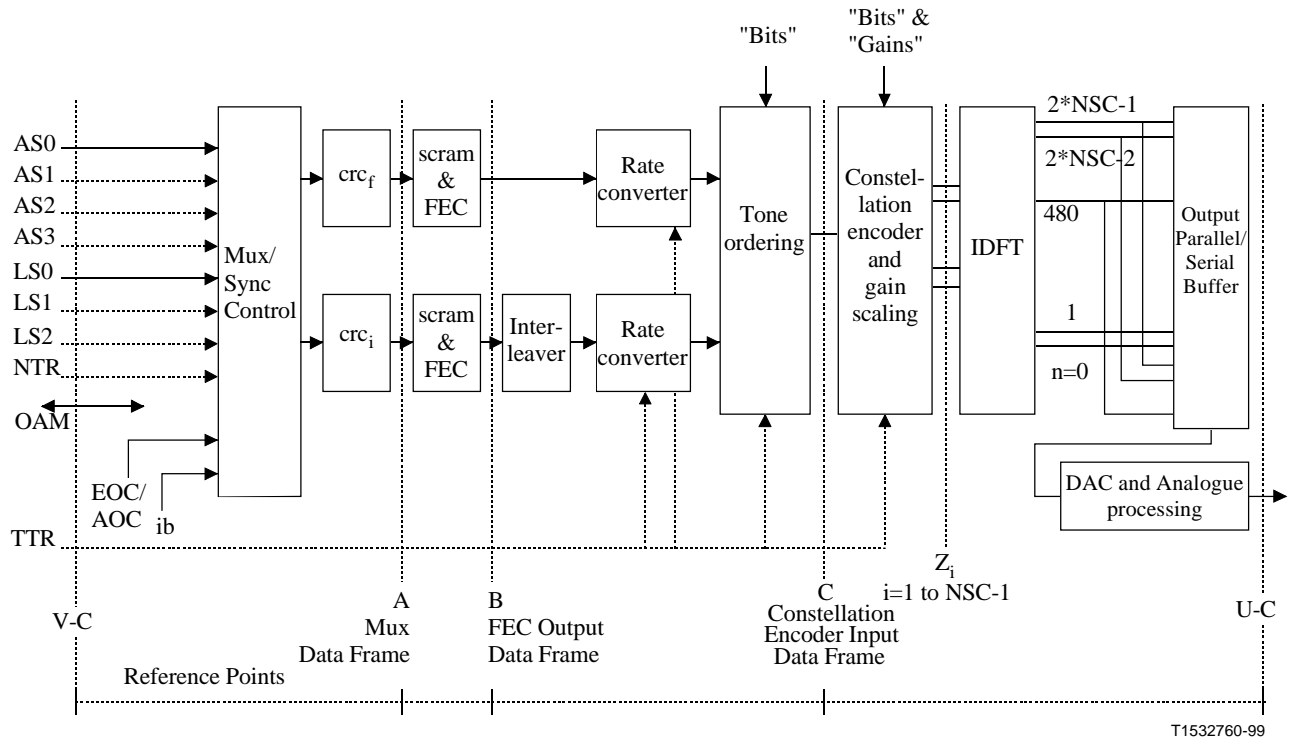 "Bits"
"Bits" &
"Gains"
AS0
AS1
AS2
AS3
LS0
LS1
LS2
NTR
OAM
EOC/
AOC
ib
TTR
Mux/
Sync
Control
crcf
scram
&
FEC
Rate
converter
crci
scram
&
FEC
Inter-
leaver
Rate
converter
Tone
ordering
Constel-
lation
encoder
and
gain
scaling
IDFT
2*NSC-1
2*NSC-2
480
1
n=0
Output
Parallel/
Serial
Buffer
DAC and Analogue
processing
V-C
A
Mux
Data Frame
B
FEC Output
Data Frame
C
Constellation
Encoder Input
Data Frame
Zi
i=1 to NSC-1
U-C
Reference Points
T1532760-99